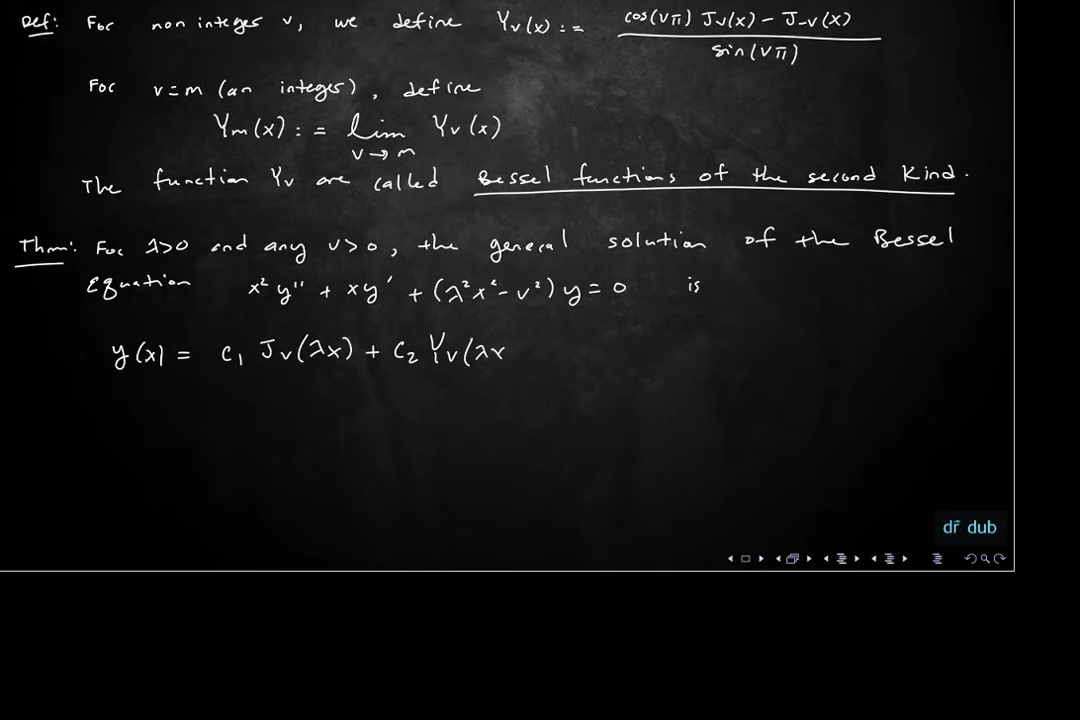 Def: For non integer ν, we define Yν(x) := cos(νπ) Jν(x) - J-ν(x) / sin(νπ)
For ν=m (an integer), define
Ym(x) := lim ν→m Yν(x)
The function Yν are called Bessel functions of the second kind.
Thm: For λ>0 and any ν>0, the general solution of the Bessel
Equation x² y'' + xy' + (λ²x²-ν²) y = 0 is
y(x) = c₁ Jν(λx) + c₂ Yν(λx
dr dub